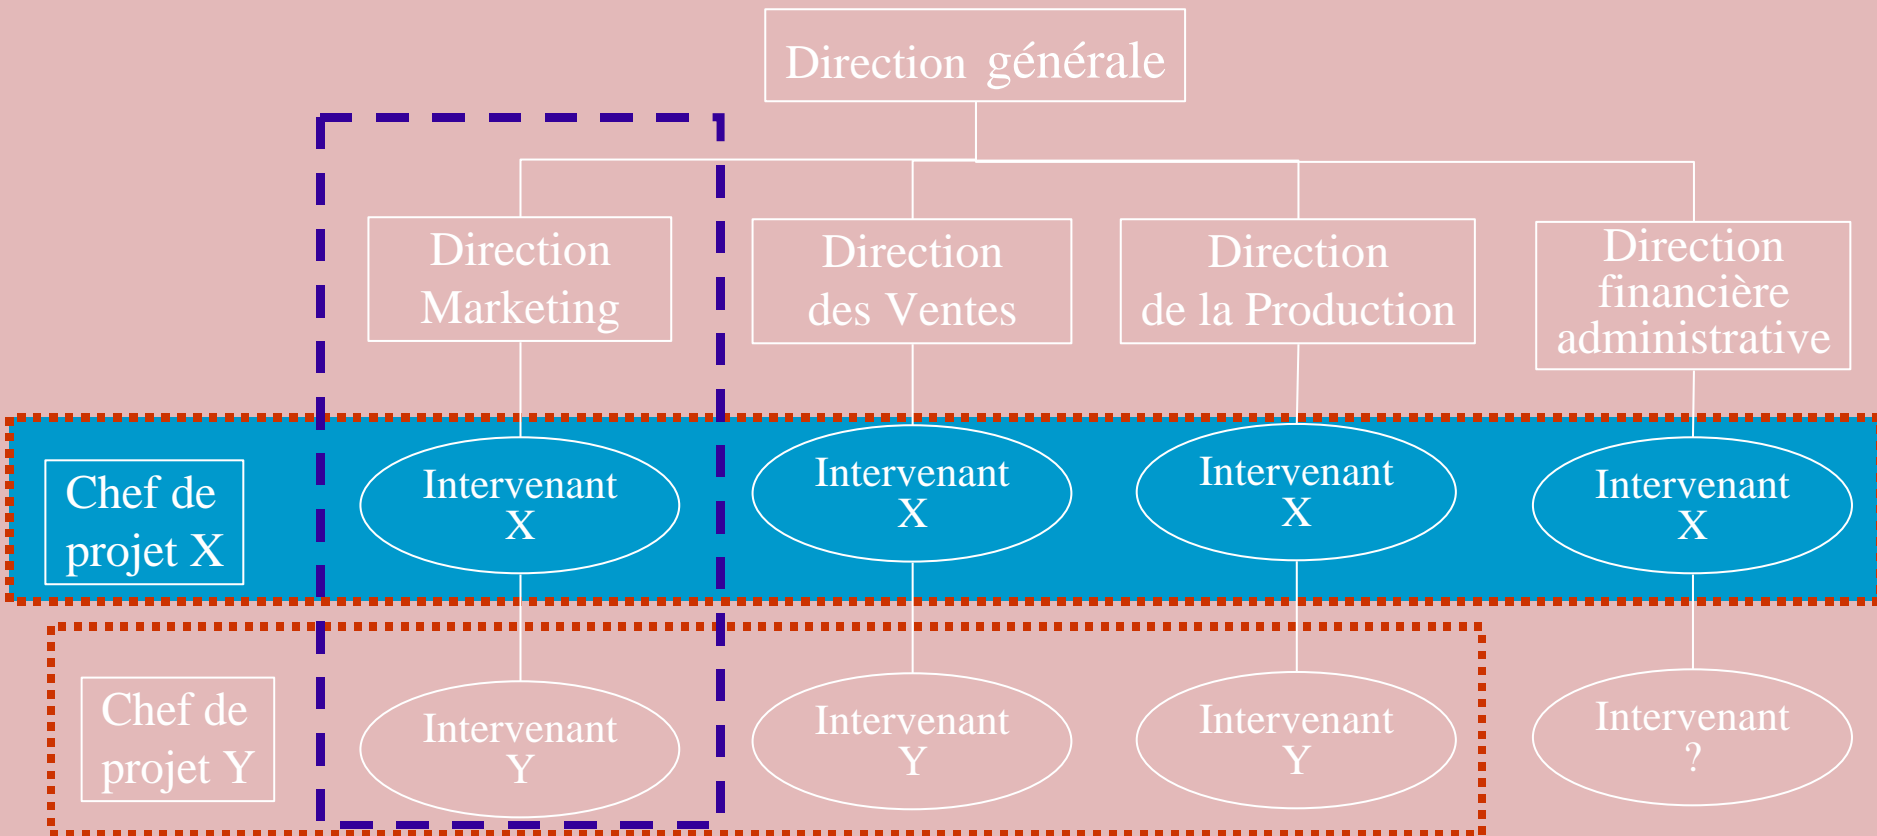 Direction générale
Direction
Marketing
Direction
des Ventes
Direction
de la Production
Direction
financière
administrative
Chef de
projet X
Intervenant
X
Intervenant
X
Intervenant
X
Intervenant
X
Chef de
projet Y
Intervenant
Y
Intervenant
Y
Intervenant
Y
Intervenant
?